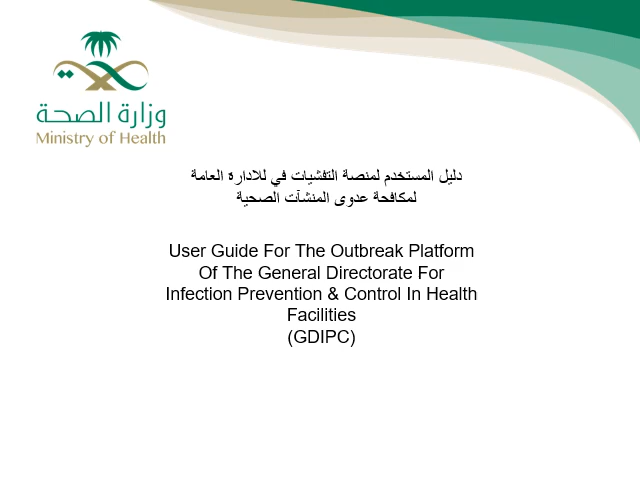 وزارة الصحة
Ministry of Health
دليل المستخدم لمنصة التفشيات في للادارة العامة
لمكافحة عدوى المنشآت الصحية
User Guide For The Outbreak Platform
Of The General Directorate For
Infection Prevention & Control In Health
Facilities
(GDIPC)